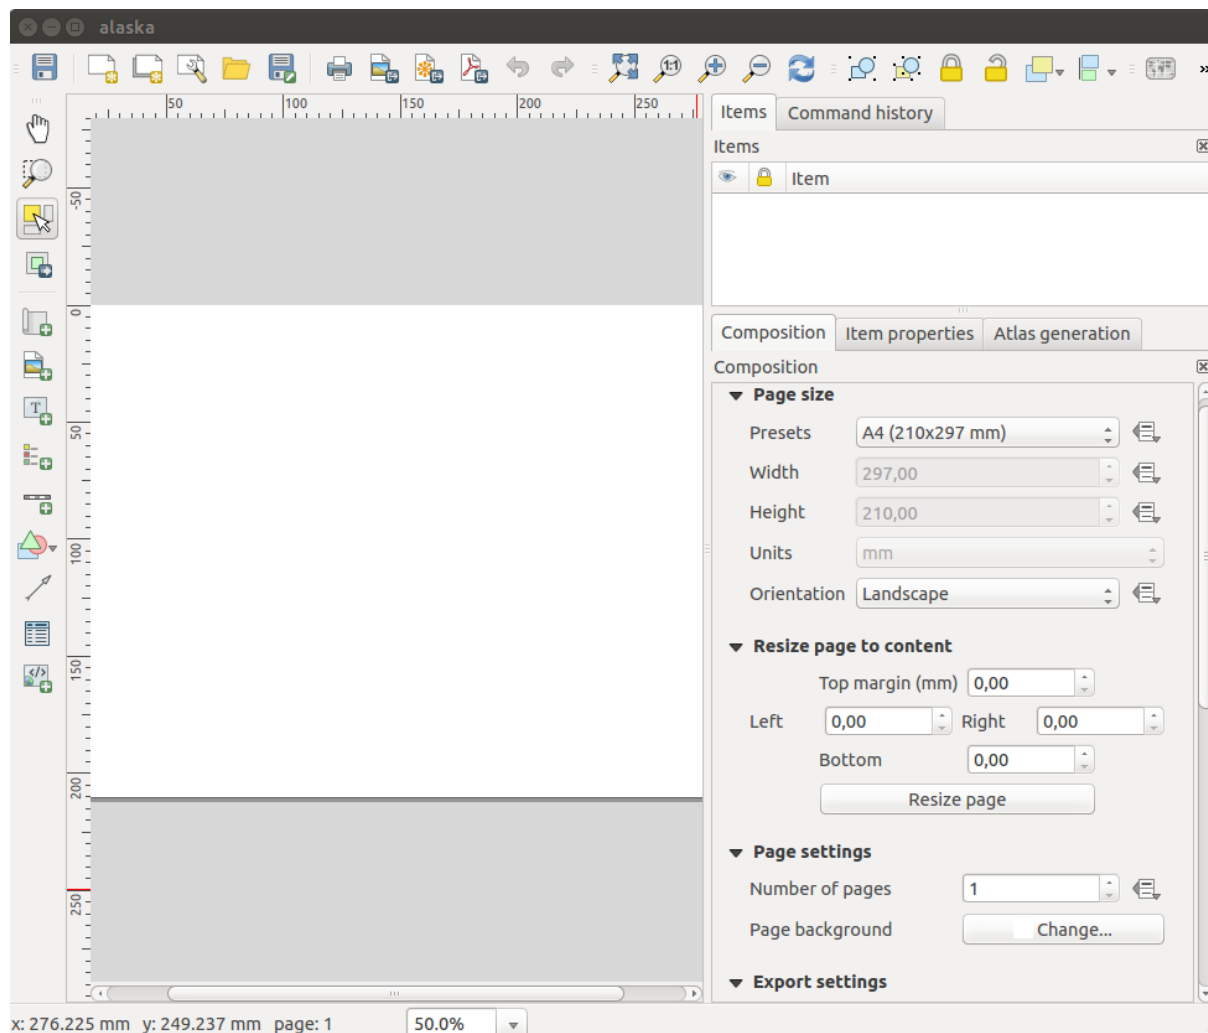 alaska
1:1
50 100 150 200 250
Items Command history
Items
Item
-50
0
50
100
150
200
250
Composition Item properties Atlas generation
Composition
Page size
Presets A4 (210x297 mm)
Width 297,00
Height 210,00
Units mm
Orientation Landscape
Resize page to content
Top margin (mm) 0,00
Left 0,00 Right 0,00
Bottom 0,00
Resize page
Page settings
Number of pages 1
Page background Change...
Export settings
T
</>
x: 276.225 mm y: 249.237 mm page: 1 50.0%